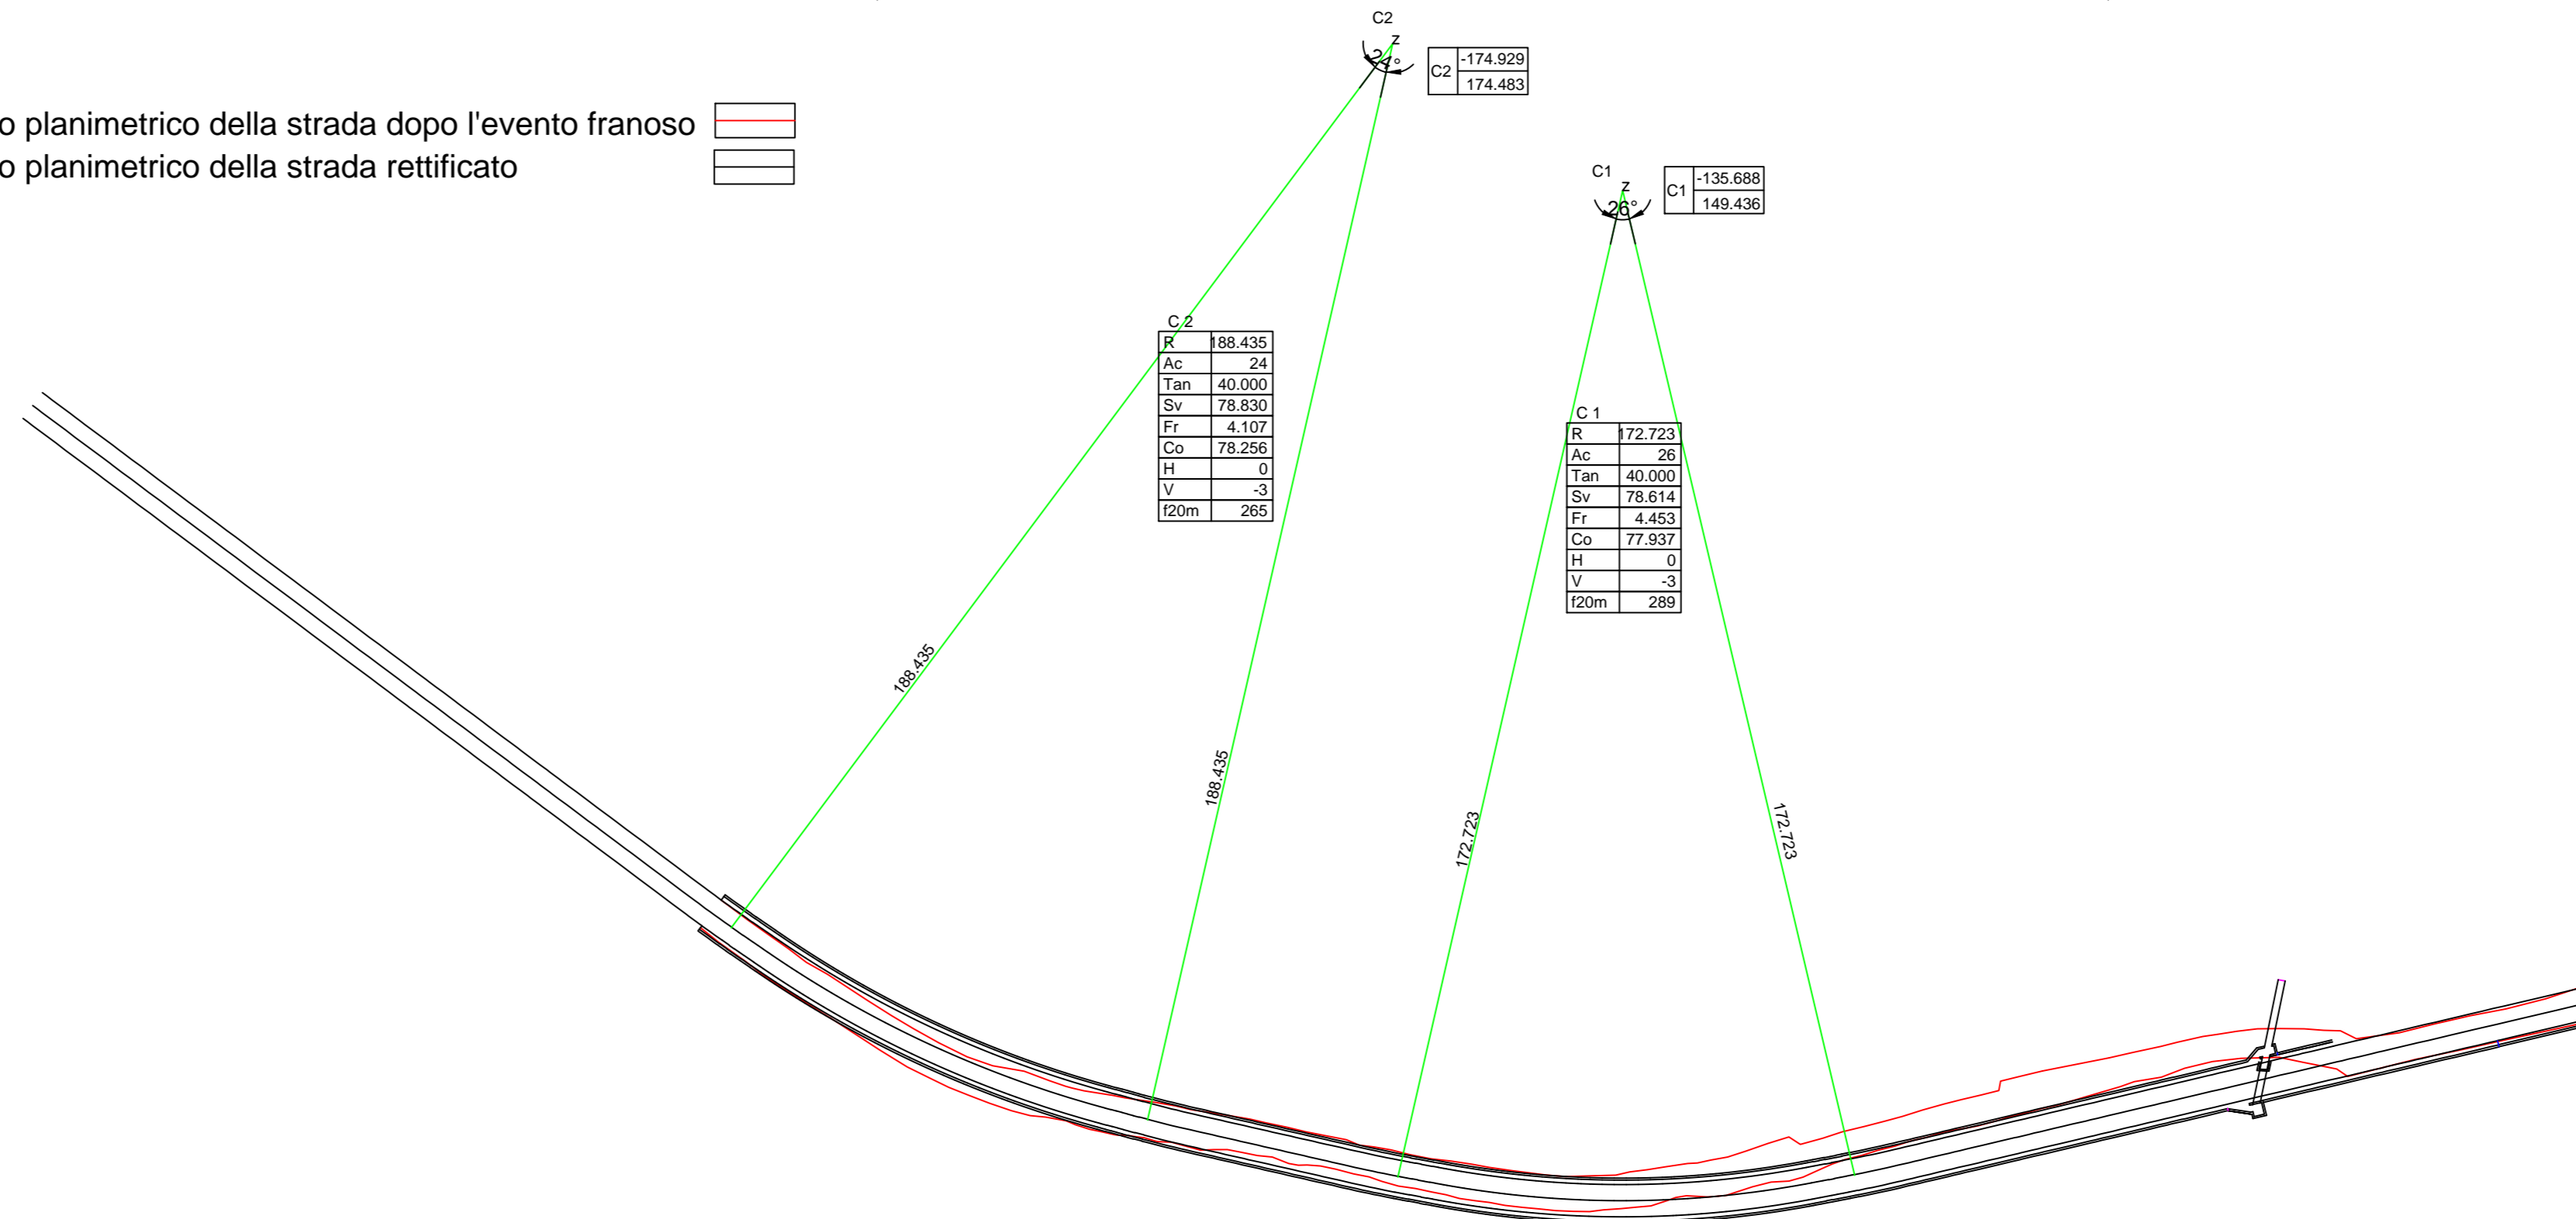 C2
z
24°
C2 -174.929
174.483
o planimetrico della strada dopo l'evento franoso
o planimetrico della strada rettificato
C1
z
26°
C1 -135.688
149.436
C 2
R 188.435
Ac 24
Tan 40.000
Sv 78.830
Fr 4.107
Co 78.256
H 0
V -3
f20m 265
C 1
R 172.723
Ac 26
Tan 40.000
Sv 78.614
Fr 4.453
Co 77.937
H 0
V -3
f20m 289
188.435
188.435
172.723
172.723